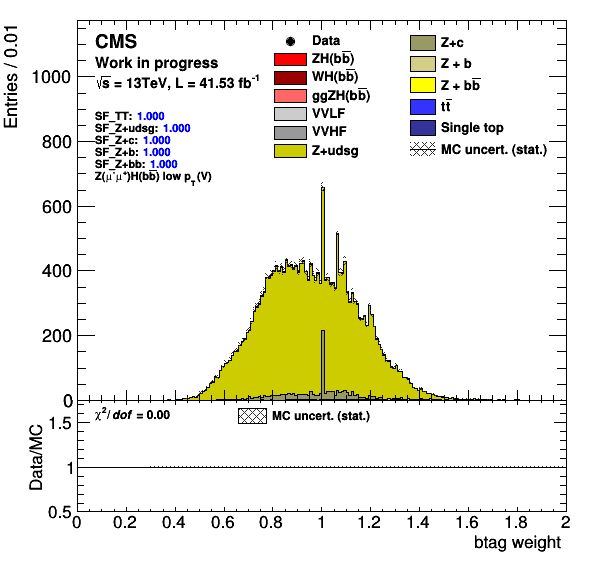 CMS
Work in progress
√s = 13TeV, L = 41.53 fb⁻¹
SF_TT: 1.000
SF_Z+udsg: 1.000
SF_Z+c: 1.000
SF_Z+b: 1.000
SF_Z+bb: 1.000
Z(μ⁻μ⁺)H(bb̅) low p_T(V)
Data
ZH(bb̅)
WH(bb̅)
ggZH(bb̅)
VVLF
VVHF
Z+udsg
Z+c
Z + b
Z + bb̅
tt̅
Single top
MC uncert. (stat.)
Entries / 0.01
1000
800
600
400
200
0
χ²/dof = 0.00
MC uncert. (stat.)
Data/MC
1.5
1
0.5
0 0.2 0.4 0.6 0.8 1 1.2 1.4 1.6 1.8 2
btag weight